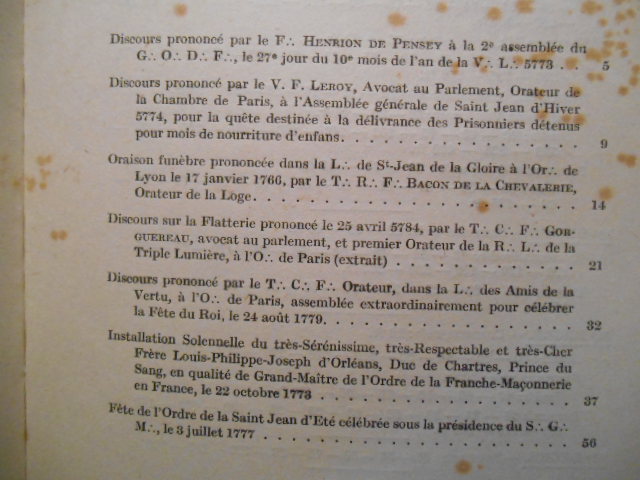 Discours prononcé par le F∴ HENRION DE PENSEY à la 2e assemblée du
G∴ O∴ D∴ F∴, le 27e jour du 10e mois de l'an de la V∴ L∴ 5773 . . . 5
Discours prononcé par le V. F. LEROY, Avocat au Parlement, Orateur de
la Chambre de Paris, à l'Assemblée générale de Saint Jean d'Hiver
5774, pour la quête destinée à la délivrance des Prisonniers détenus
pour mois de nourriture d'enfans. . . . . . . . . . . . . . . . 9
Oraison funèbre prononcée dans la L∴ de St-Jean de la Gloire à l'Or∴ de
Lyon le 17 janvier 1766, par le T∴ R∴ F∴ BACON DE LA CHEVALERIE,
Orateur de la Loge. . . . . . . . . . . . . . . . . . . . . 14
Discours sur la Flatterie prononcé le 25 avril 5784, par le T∴ C∴ F∴ GOR-
GUEREAU, avocat au parlement, et premier Orateur de la R∴ L∴ de la
Triple Lumière, à l'O∴ de Paris (extrait) . . . . . . . . . . . 21
Discours prononcé par le T∴ C∴ F∴ Orateur, dans la L∴ des Amis de la
Vertu, à l'O∴ de Paris, assemblée extraordinairement pour célébrer
la Fête du Roi, le 24 août 1779. . . . . . . . . . . . . . . . 32
Installation Solennelle du très-Sérénissime, très-Respectable et très-Cher
Frère Louis-Philippe-Joseph d'Orléans, Duc de Chartres, Prince du
Sang, en qualité de Grand-Maître de l'Ordre de la Franche-Maçonnerie
en France, le 22 octobre 1773 . . . . . . . . . . . . . . . . 37
Fête de l'Ordre de la Saint Jean d'Eté célébrée sous la présidence du S∴ G∴
M∴, le 3 juillet 1777 . . . . . . . . . . . . . . . . . . . . 56